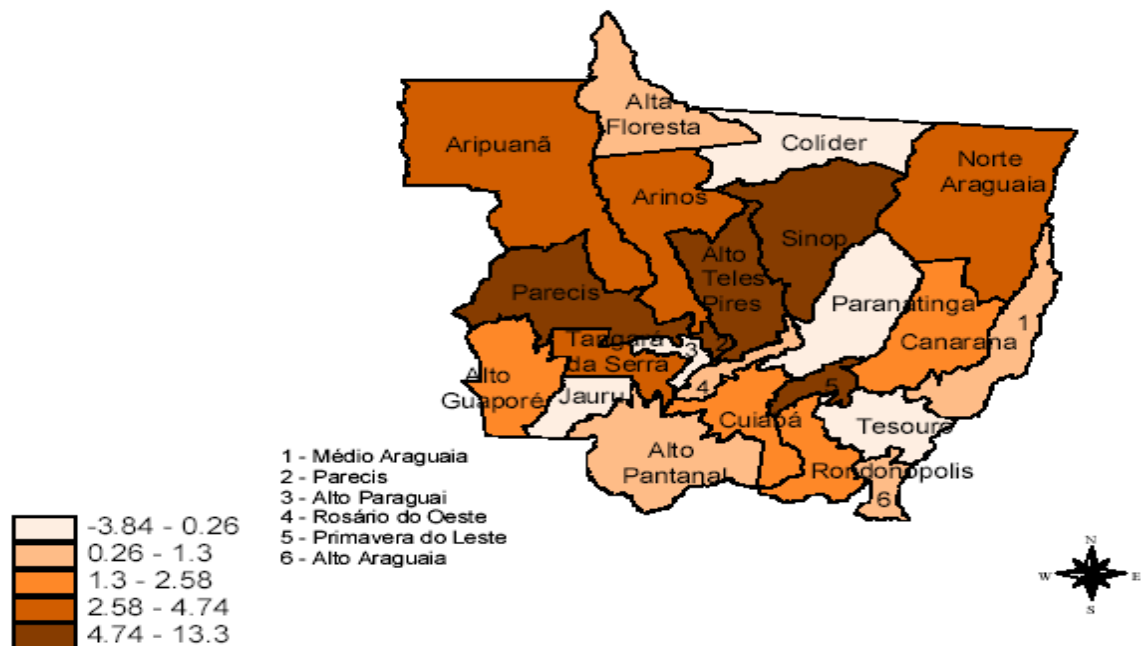 Alta
Floresta
Aripuanã
Colíder
Norte
Araguaia
Arinos
Sinop
Alto
Teles
Pires
Parecis
Paranatinga
1
Tangará
da Serra
3
2
Canarana
Alto
Guaporé
Jauru
4
5
Cuiabá
Tesouro
Alto
Pantanal
Rondonópolis
6
1 - Médio Araguaia
2 - Parecis
3 - Alto Paraguai
4 - Rosário do Oeste
5 - Primavera do Leste
6 - Alto Araguaia
-3.84 - 0.26
0.26 - 1.3
1.3 - 2.58
2.58 - 4.74
4.74 - 13.3
N
W
E
S